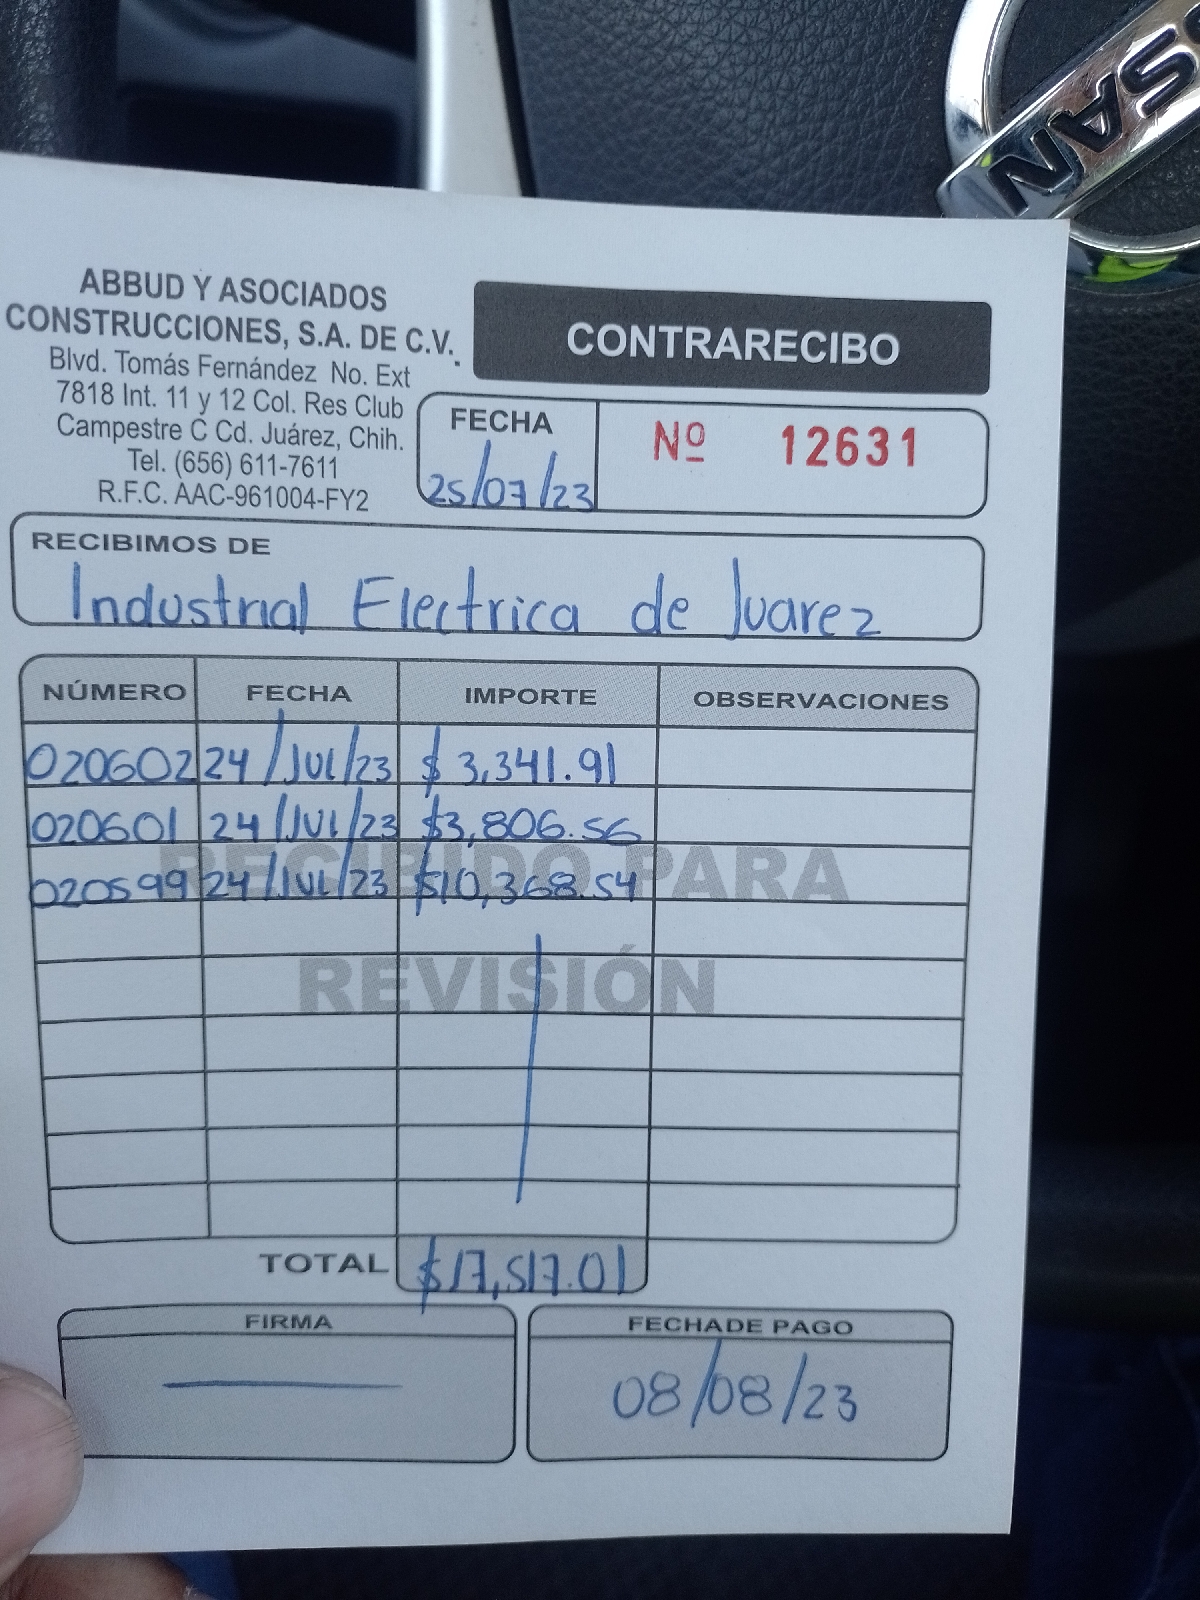 NISSAN
ABBUD Y ASOCIADOS
CONSTRUCCIONES, S.A. DE C.V.
Blvd. Tomás Fernández No. Ext
7818 Int. 11 y 12 Col. Res Club
Campestre C Cd. Juárez, Chih.
Tel. (656) 611-7611
R.F.C. AAC-961004-FY2
CONTRARECIBO
FECHA
25/07/23
Nº 12631
RECIBIMOS DE
Industrial Electrica de Juarez
NÚMERO FECHA IMPORTE OBSERVACIONES
020602 24/JUL/23 $3,341.91
020601 24/JUL/23 $3,806.56
020599 24/JUL/23 $10,368.54
RECIBIDO PARA
REVISIÓN
TOTAL $17,517.01
FIRMA
FECHADE PAGO
08/08/23